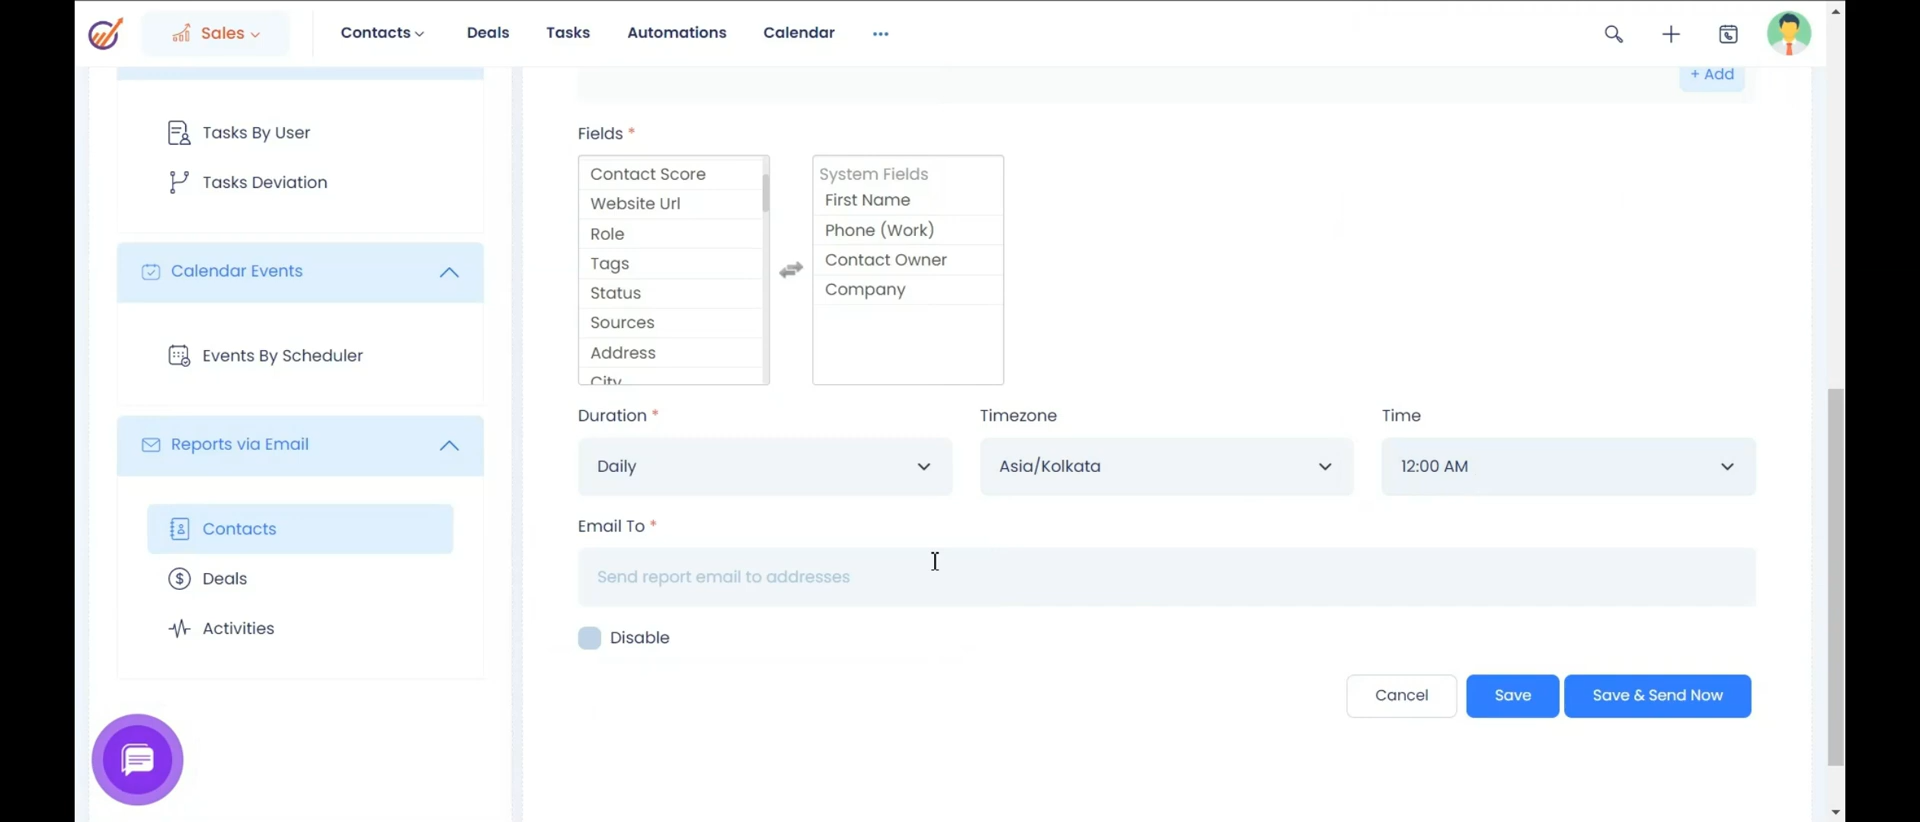 Sales
Contacts
Deals
Tasks
Automations
Calendar
+ Add
Tasks By User
Tasks Deviation
Calendar Events
Events By Scheduler
Reports via Email
Contacts
Deals
Activities
Fields *
Contact Score
Website Url
Role
Tags
Status
Sources
Address
City
System Fields
First Name
Phone (Work)
Contact Owner
Company
Duration *
Timezone
Time
Daily
Asia/Kolkata
12:00 AM
Email To *
Send report email to addresses
Disable
Cancel
Save
Save & Send Now